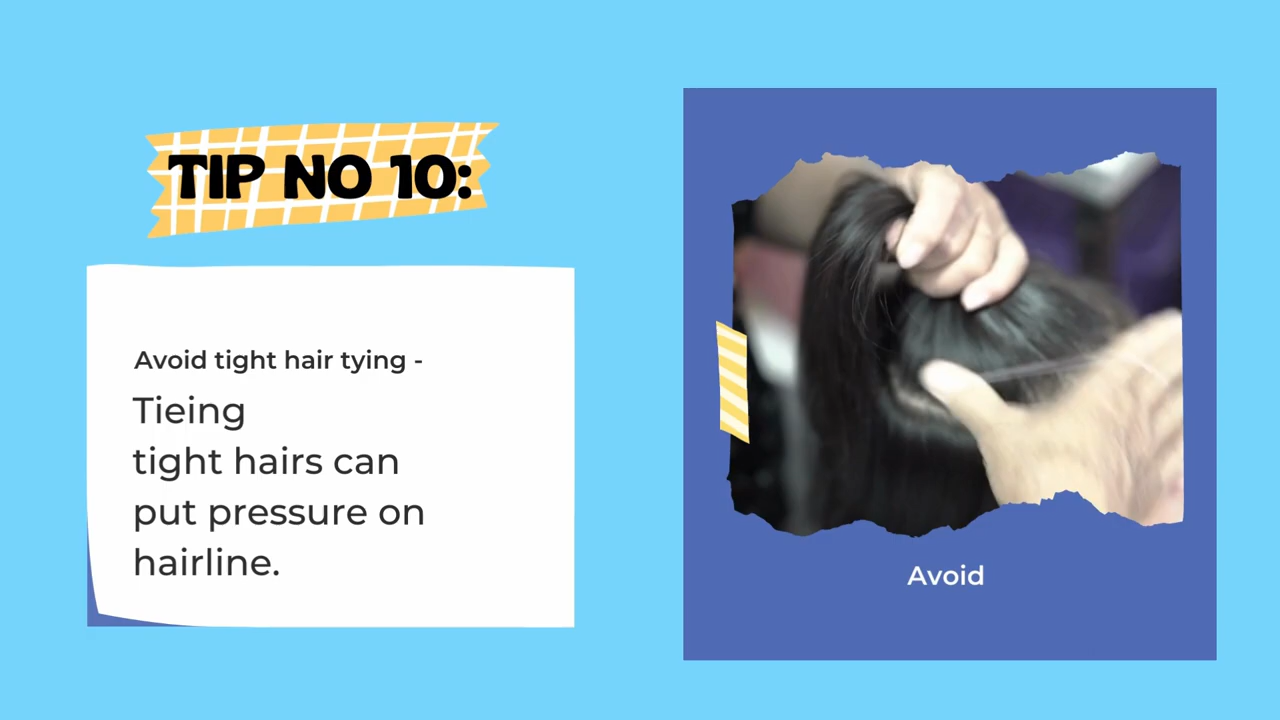 TIP NO 10:
Avoid tight hair tying -
Tieing
tight hairs can
put pressure on
hairline.
Avoid